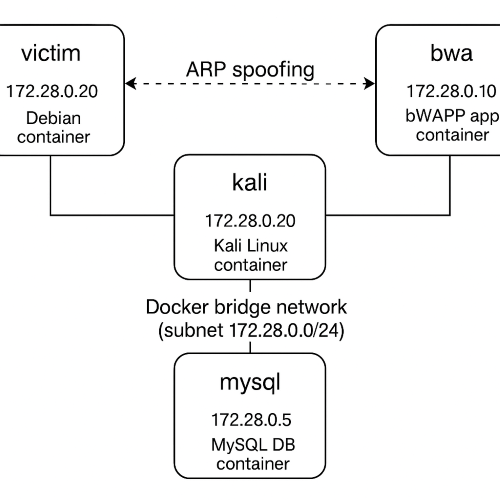 victim
172.28.0.20
Debian
container
ARP spoofing
bwa
172.28.0.10
bWAPP app
container
kali
172.28.0.20
Kali Linux
container
Docker bridge network
(subnet 172.28.0.0/24)
mysql
172.28.0.5
MySQL DB
container